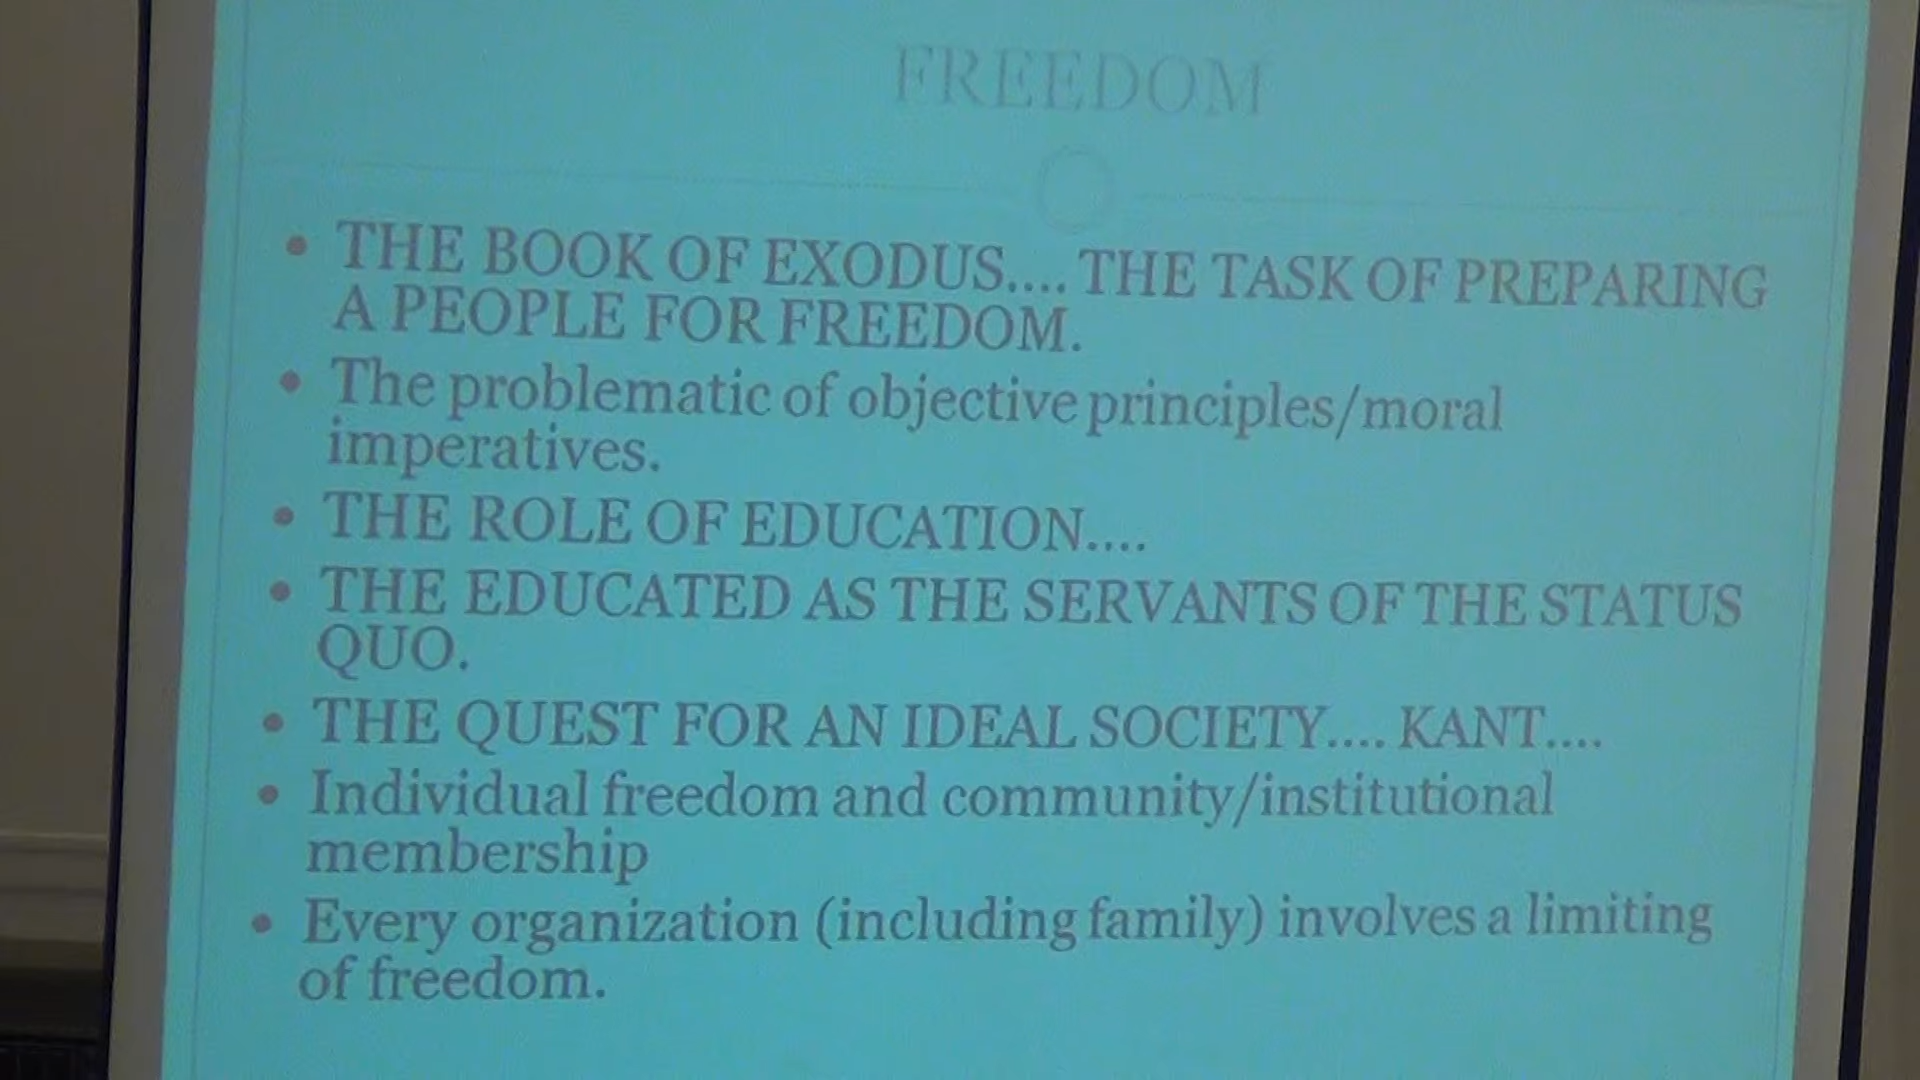 FREEDOM
• THE BOOK OF EXODUS.... THE TASK OF PREPARING
A PEOPLE FOR FREEDOM.
• The problematic of objective principles/moral
imperatives.
• THE ROLE OF EDUCATION....
• THE EDUCATED AS THE SERVANTS OF THE STATUS
QUO.
• THE QUEST FOR AN IDEAL SOCIETY.... KANT....
• Individual freedom and community/institutional
membership
• Every organization (including family) involves a limiting
of freedom.